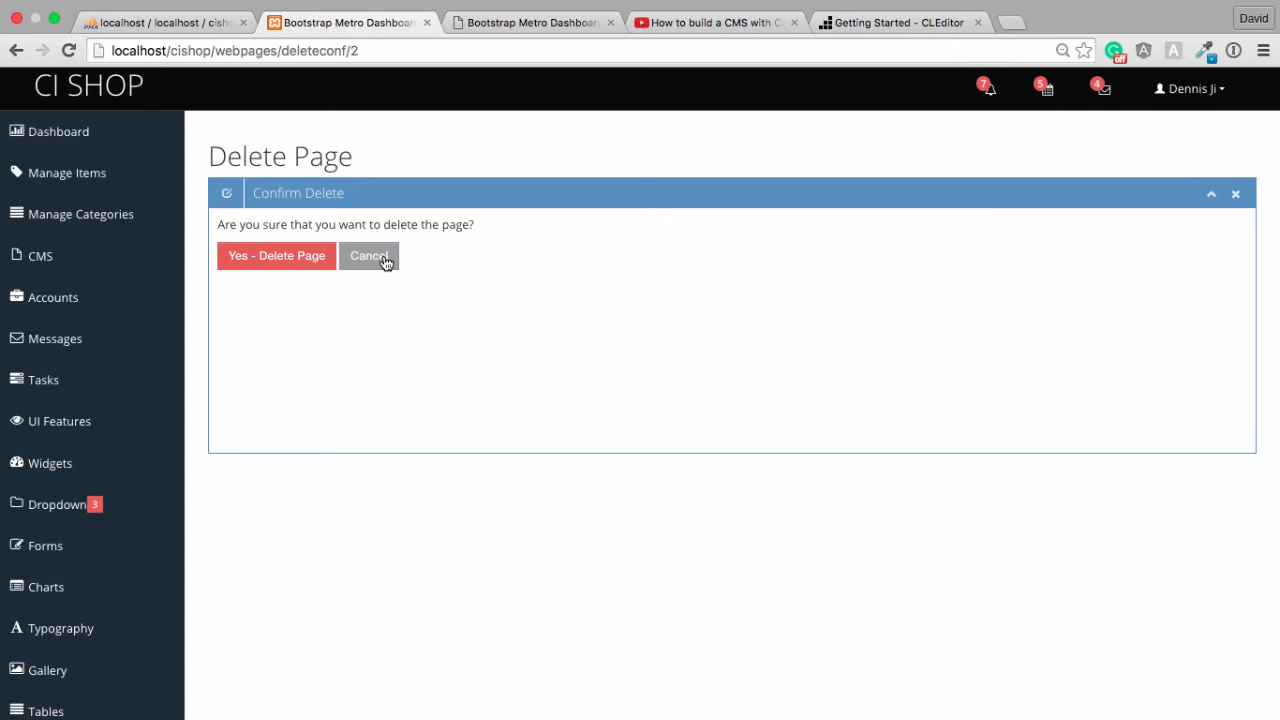 localhost / localhost / cisho
Bootstrap Metro Dashboar
Bootstrap Metro Dashboar
How to build a CMS with Co
Getting Started - CLEditor
David
localhost/cishop/webpages/deleteconf/2
off
CI SHOP
7
5
4
Dennis Ji
Dashboard
Manage Items
Manage Categories
CMS
Accounts
Messages
Tasks
UI Features
Widgets
Dropdown 3
Forms
Charts
Typography
Gallery
Tables
Delete Page
Confirm Delete
Are you sure that you want to delete the page?
Yes - Delete Page
Cancel